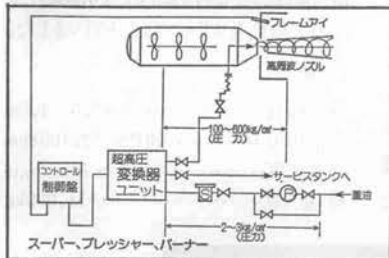 フレームアイ
高周波ノズル
100~600kg/cm²
(圧 力)
コントロール
制御盤
超高圧
変換器
ユニット
サービスタンクへ
P
重油
2~3kg/cm²
(圧力)
スーパー、プレッシャー、バーナー